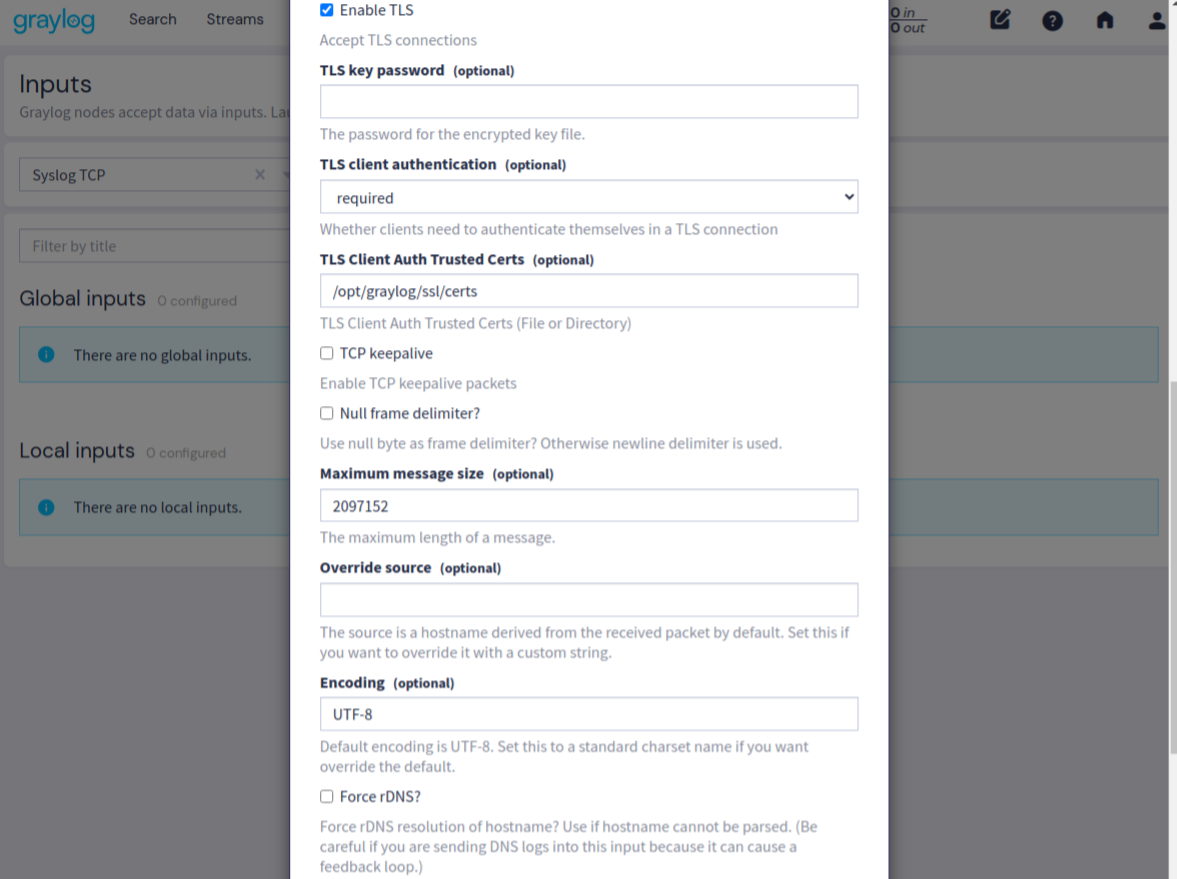 graylog
Search
Streams
0 in
0 out
Inputs
Graylog nodes accept data via inputs. La
Syslog TCP
Filter by title
Global inputs 0 configured
There are no global inputs.
Local inputs 0 configured
There are no local inputs.
Enable TLS
Accept TLS connections
TLS key password (optional)
The password for the encrypted key file.
TLS client authentication (optional)
required
Whether clients need to authenticate themselves in a TLS connection
TLS Client Auth Trusted Certs (optional)
/opt/graylog/ssl/certs
TLS Client Auth Trusted Certs (File or Directory)
TCP keepalive
Enable TCP keepalive packets
Null frame delimiter?
Use null byte as frame delimiter? Otherwise newline delimiter is used.
Maximum message size (optional)
2097152
The maximum length of a message.
Override source (optional)
The source is a hostname derived from the received packet by default. Set this if
you want to override it with a custom string.
Encoding (optional)
UTF-8
Default encoding is UTF-8. Set this to a standard charset name if you want
override the default.
Force rDNS?
Force rDNS resolution of hostname? Use if hostname cannot be parsed. (Be
careful if you are sending DNS logs into this input because it can cause a
feedback loop.)